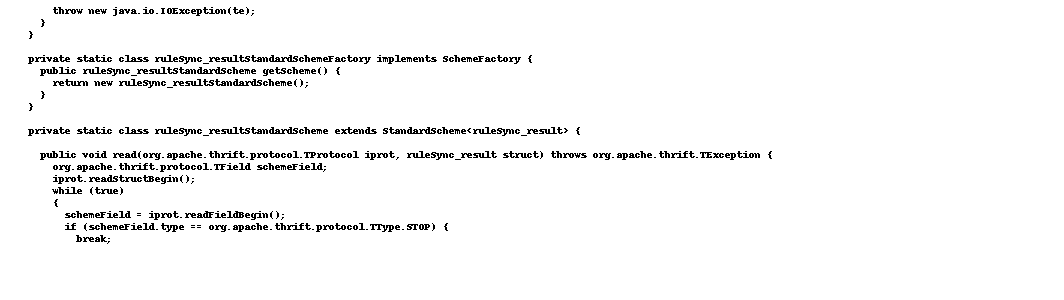 throw new java.io.IOException(te);
}
}
private static class ruleSync_resultStandardSchemeFactory implements SchemeFactory {
public ruleSync_resultStandardScheme getScheme() {
return new ruleSync_resultStandardScheme();
}
}
private static class ruleSync_resultStandardScheme extends StandardScheme<ruleSync_result> {
public void read(org.apache.thrift.protocol.TProtocol iprot, ruleSync_result struct) throws org.apache.thrift.TException {
org.apache.thrift.protocol.TField schemeField;
iprot.readStructBegin();
while (true)
{
schemeField = iprot.readFieldBegin();
if (schemeField.type == org.apache.thrift.protocol.TType.STOP) {
break;